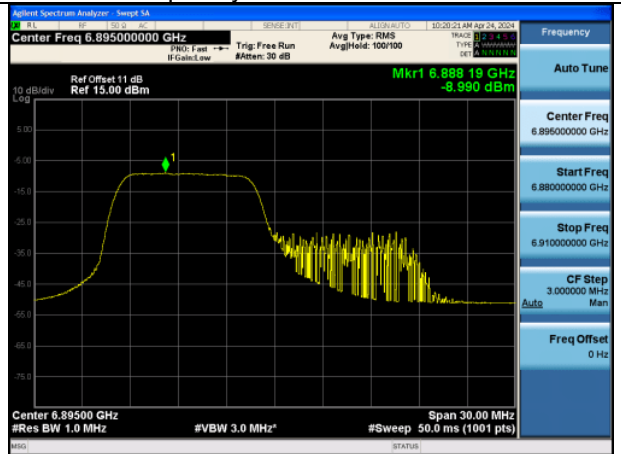 Agilent Spectrum Analyzer - Swept SA
RL RF 50 Ω AC SENSE:INT ALIGN AUTO 10:20:21 AM Apr 24, 2024
Center Freq 6.895000000 GHz
PNO: Fast
IFGain:Low
Trig: Free Run
#Atten: 30 dB
Avg Type: RMS
Avg|Hold: 100/100
TRACE 1 2 3 4 5 6
TYPE A
DET A N N N N N
Frequency
Mkr1 6.888 19 GHz
-8.990 dBm
Ref Offset 11 dB
10 dB/div Ref 15.00 dBm
Log
5.00
-5.00
-15.0
-25.0
-35.0
-45.0
-55.0
-65.0
-75.0
1
Center 6.89500 GHz
#Res BW 1.0 MHz
#VBW 3.0 MHz*
Span 30.00 MHz
#Sweep 50.0 ms (1001 pts)
MSG STATUS
Auto Tune
Center Freq
6.895000000 GHz
Start Freq
6.880000000 GHz
Stop Freq
6.910000000 GHz
CF Step
3.000000 MHz
Auto Man
Freq Offset
0 Hz